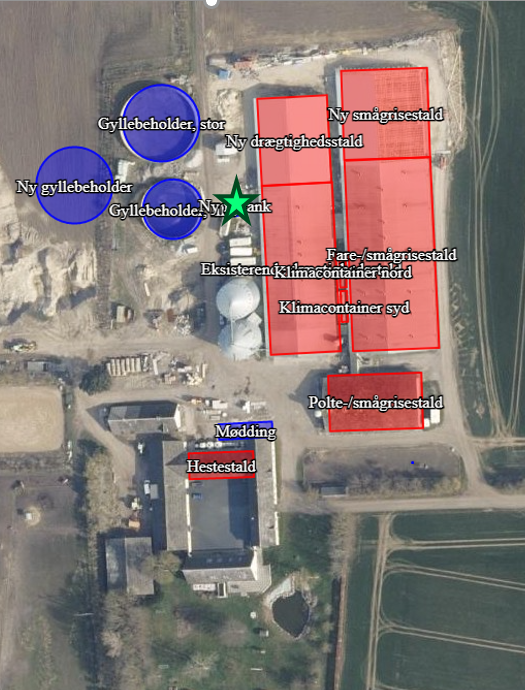 Gyllebeholder, stor
Ny smågrisestald
Ny drægtighedsstald
Ny gyllebeholder
Gyllebeholder,
Fare-/smågrisestald
Klimacontainer nord
Klimacontainer syd
Polte-/smågrisestald
Mødding
Hestestald